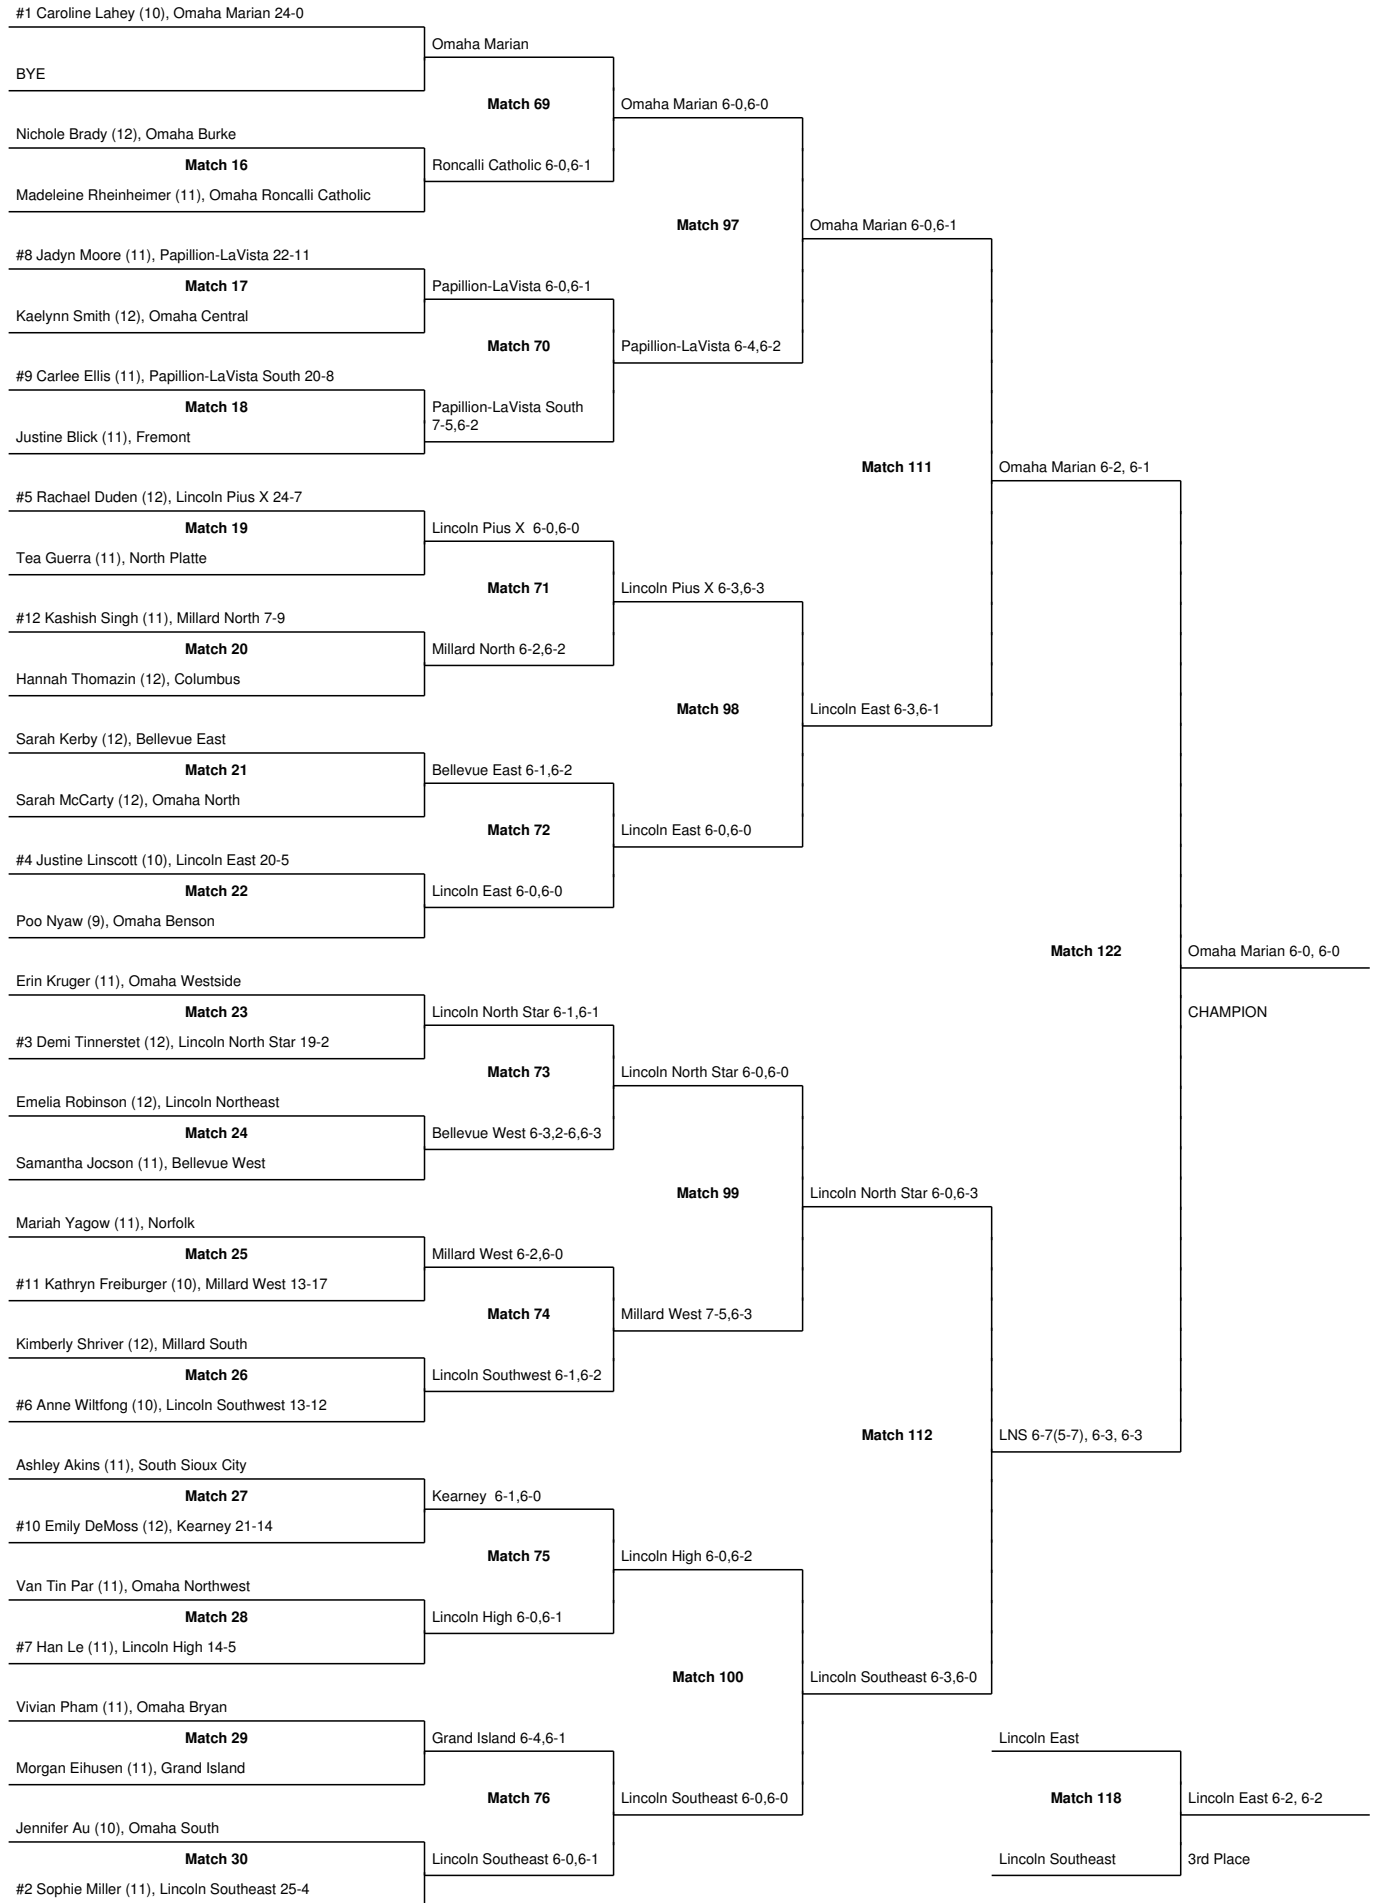 #1 Caroline Lahey (10), Omaha Marian 24-0
Omaha Marian
BYE
Match 69
Omaha Marian 6-0,6-0
Nichole Brady (12), Omaha Burke
Match 16
Roncalli Catholic 6-0,6-1
Madeleine Rheinheimer (11), Omaha Roncalli Catholic
Match 97
Omaha Marian 6-0,6-1
#8 Jadyn Moore (11), Papillion-LaVista 22-11
Match 17
Papillion-LaVista 6-0,6-1
Kaelynn Smith (12), Omaha Central
Match 70
Papillion-LaVista 6-4,6-2
#9 Carlee Ellis (11), Papillion-LaVista South 20-8
Match 18
Papillion-LaVista South
7-5,6-2
Justine Blick (11), Fremont
Match 111
Omaha Marian 6-2, 6-1
#5 Rachael Duden (12), Lincoln Pius X 24-7
Match 19
Lincoln Pius X  6-0,6-0
Tea Guerra (11), North Platte
Match 71
Lincoln Pius X 6-3,6-3
#12 Kashish Singh (11), Millard North 7-9
Match 20
Millard North 6-2,6-2
Hannah Thomazin (12), Columbus
Match 98
Lincoln East 6-3,6-1
Sarah Kerby (12), Bellevue East
Match 21
Bellevue East 6-1,6-2
Sarah McCarty (12), Omaha North
Match 72
Lincoln East 6-0,6-0
#4 Justine Linscott (10), Lincoln East 20-5
Match 22
Lincoln East 6-0,6-0
Poo Nyaw (9), Omaha Benson
Match 122
Omaha Marian 6-0, 6-0
Erin Kruger (11), Omaha Westside
Match 23
Lincoln North Star 6-1,6-1
CHAMPION
#3 Demi Tinnerstet (12), Lincoln North Star 19-2
Match 73
Lincoln North Star 6-0,6-0
Emelia Robinson (12), Lincoln Northeast
Match 24
Bellevue West 6-3,2-6,6-3
Samantha Jocson (11), Bellevue West
Match 99
Lincoln North Star 6-0,6-3
Mariah Yagow (11), Norfolk
Match 25
Millard West 6-2,6-0
#11 Kathryn Freiburger (10), Millard West 13-17
Match 74
Millard West 7-5,6-3
Kimberly Shriver (12), Millard South
Match 26
Lincoln Southwest 6-1,6-2
#6 Anne Wiltfong (10), Lincoln Southwest 13-12
Match 112
LNS 6-7(5-7), 6-3, 6-3
Ashley Akins (11), South Sioux City
Match 27
Kearney  6-1,6-0
#10 Emily DeMoss (12), Kearney 21-14
Match 75
Lincoln High 6-0,6-2
Van Tin Par (11), Omaha Northwest
Match 28
Lincoln High 6-0,6-1
#7 Han Le (11), Lincoln High 14-5
Match 100
Lincoln Southeast 6-3,6-0
Vivian Pham (11), Omaha Bryan
Match 29
Grand Island 6-4,6-1
Lincoln East
Morgan Eihusen (11), Grand Island
Match 76
Lincoln Southeast 6-0,6-0
Match 118
Lincoln East 6-2, 6-2
Jennifer Au (10), Omaha South
Match 30
Lincoln Southeast 6-0,6-1
Lincoln Southeast
3rd Place
#2 Sophie Miller (11), Lincoln Southeast 25-4